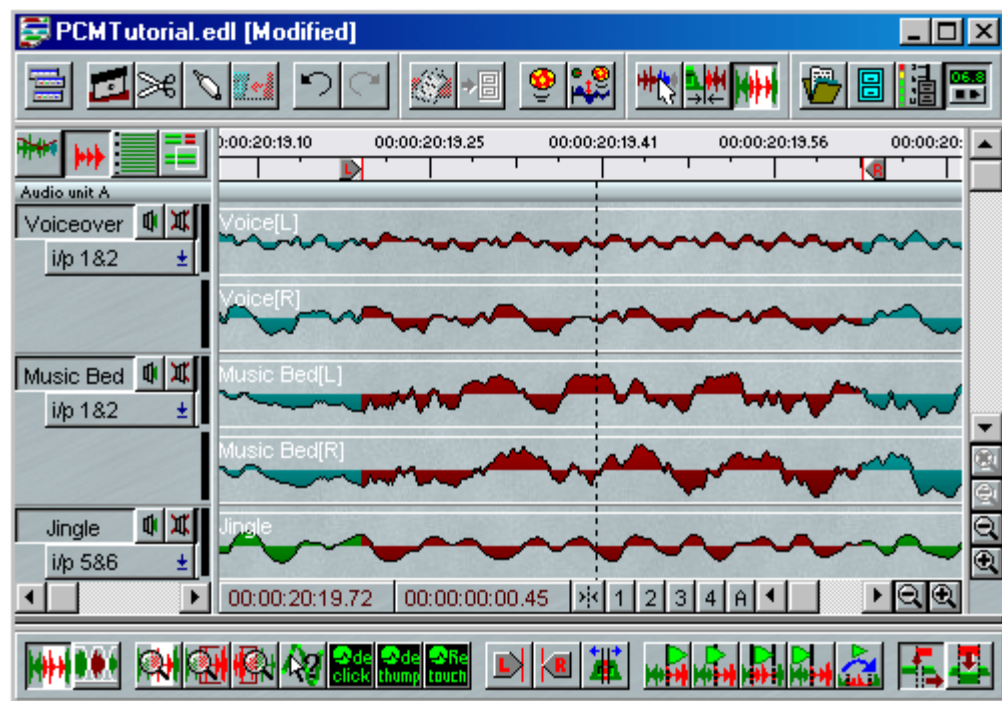 PCMTutorial.edl [Modified]
06.8
0:00:20:19.10 00:00:20:19.25 00:00:20:19.41 00:00:20:19.56 00:00:20:
L R
Audio unit A
Voiceover
i/p 1&2
Voice[L]
Voice[R]
Music Bed
i/p 1&2
Music Bed[L]
Music Bed[R]
Jingle
i/p 5&6
Jingle
00:00:20:19.72 00:00:00:00.45 1 2 3 4 A
de click de thump Re touch L R